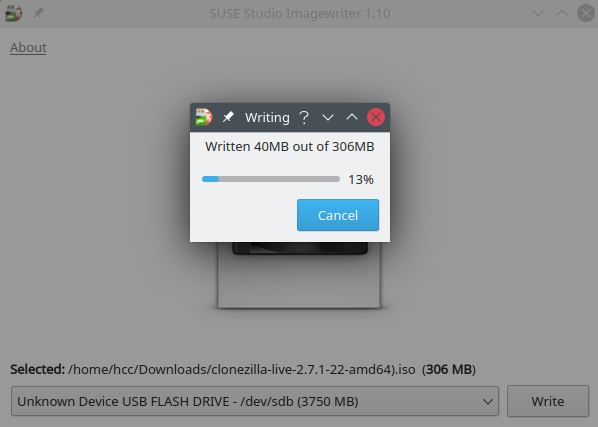 SUSE Studio Imagewriter 1.10
About
Writing
Written 40MB out of 306MB
13%
Cancel
Selected: /home/hcc/Downloads/clonezilla-live-2.7.1-22-amd64).iso (306 MB)
Unknown Device USB FLASH DRIVE - /dev/sdb (3750 MB)
Write